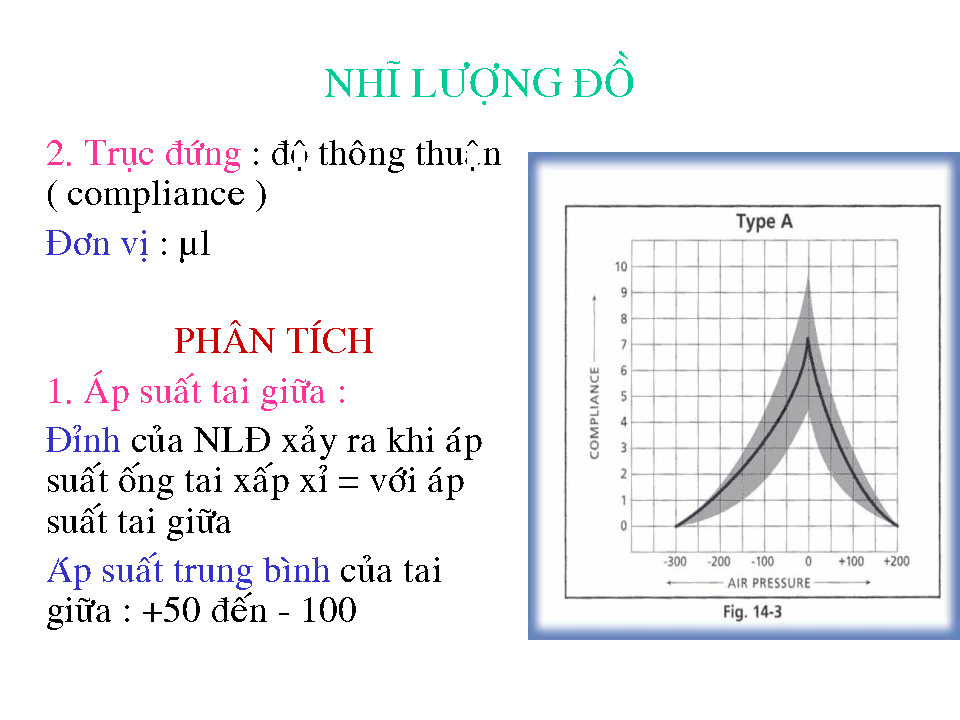 NHĨ LƯỢNG ĐỒ
2. Trục đứng : độ thông thuận
( compliance )
Đơn vị : µl
PHÂN TÍCH
1. Áp suất tai giữa :
Đỉnh của NLĐ xảy ra khi áp
suất ống tai xấp xỉ = với áp
suất tai giữa
Áp suất trung bình của tai
giữa : +50 đến - 100
Type A
10
9
8
7
6
5
4
3
2
1
0
COMPLIANCE
-300 -200 -100 0 +100 +200
AIR PRESSURE
Fig. 14-3